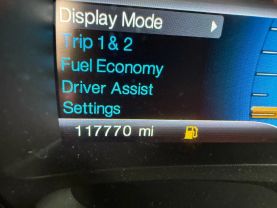 Display Mode
Trip 1 & 2
Fuel Economy
Driver Assist
Settings
117770 mi